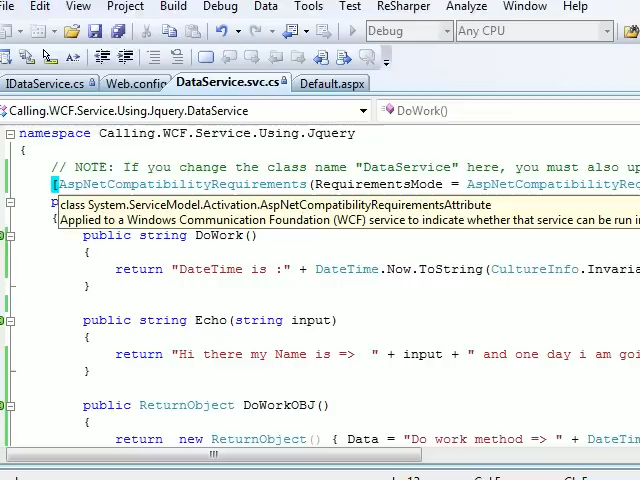 File Edit View Project Build Debug Data Tools Test ReSharper Analyze Window Help
Debug Any CPU
IDataService.cs Web.config DataService.svc.cs Default.aspx
Calling.WCF.Service.Using.Jquery.DataService DoWork()
namespace Calling.WCF.Service.Using.Jquery
{
// NOTE: If you change the class name "DataService" here, you must also up
[AspNetCompatibilityRequirements(RequirementsMode = AspNetCompatibilityReq
p
class System.ServiceModel.Activation.AspNetCompatibilityRequirementsAttribute
{
Applied to a Windows Communication Foundation (WCF) service to indicate whether that service can be run in
public string DoWork()
{
return "DateTime is :" + DateTime.Now.ToString(CultureInfo.Invaria
}
public string Echo(string input)
{
return "Hi there my Name is => " + input + " and one day i am goi
}
public ReturnObject DoWorkOBJ()
{
return new ReturnObject() { Data = "Do work method => " + DateTim